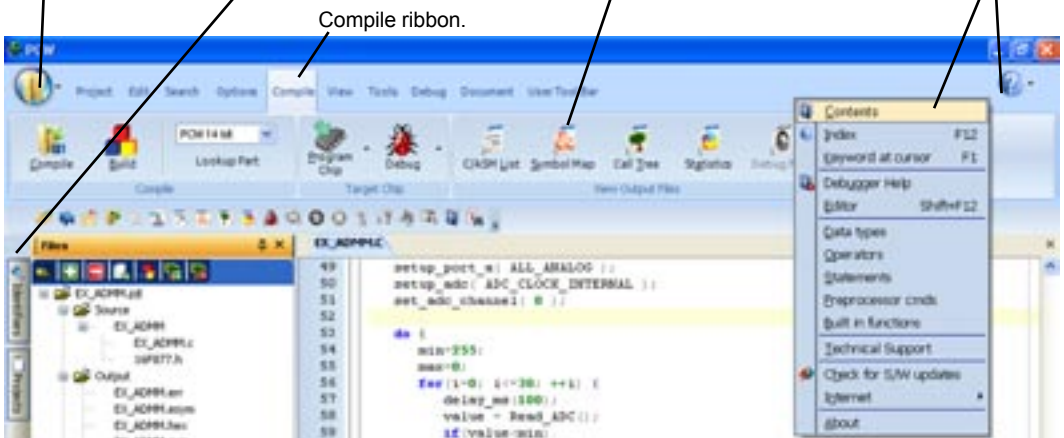 Compile ribbon.
PCW
Project Edit Search Options Compile View Tools Debug Document User Toolbar
Compile Build PCM 14 bit Lookup Part Program Chip Debug C/ASM List Symbol Map Call Tree Statistics Debug
Compile Target Chip View Output Files
Contents
Index F12
Keyword at cursor F1
Debugger Help
Editor Shift+F12
Data types
Operators
Statements
Preprocessor cmds
Built in functions
Technical Support
Check for S/W updates
Internet
About
Files
Identifiers
Projects
EX_ADMM.pjt
Source
EX_ADMM
EX_ADMM.c
16F877.h
Output
EX_ADMM.err
EX_ADMM.esym
EX_ADMM.hex
EX_ADMM.C
49 setup_port_a( ALL_ANALOG );
50 setup_adc( ADC_CLOCK_INTERNAL );
51 set_adc_channel( 0 );
52
53 do {
54 min=255;
55 max=0;
56 for(i=0; i<=30; ++i) {
57 delay_ms(100);
58 value = Read_ADC();
59 if(value<min)